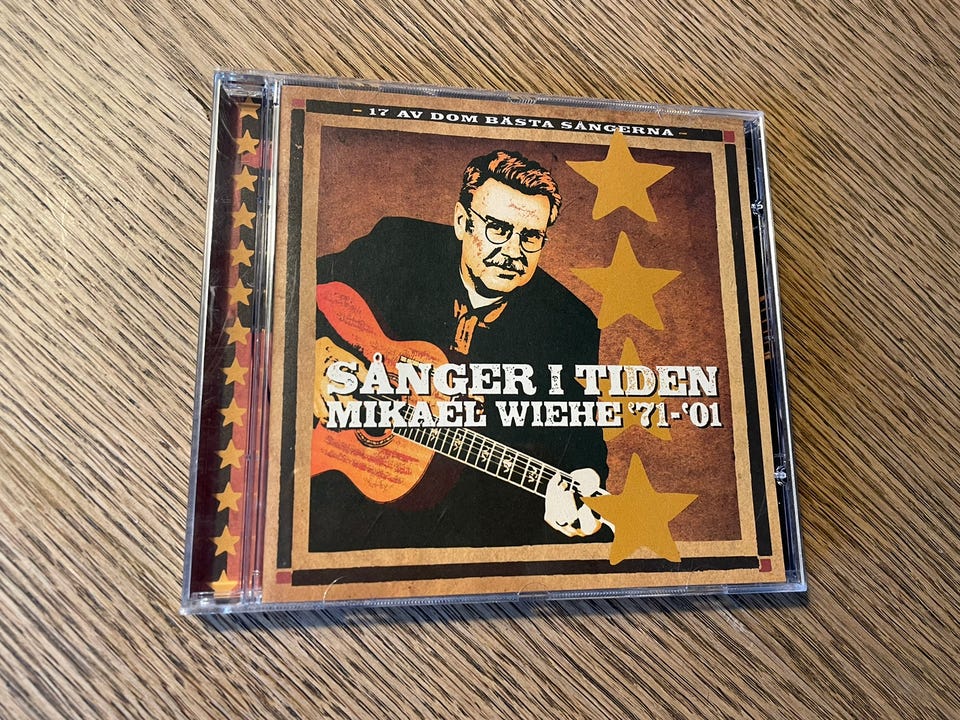 - 17 AV DOM BÄSTA SÅNGERNA -
SÅNGER I TIDEN
MIKAEL WIEHE ‘71-‘01